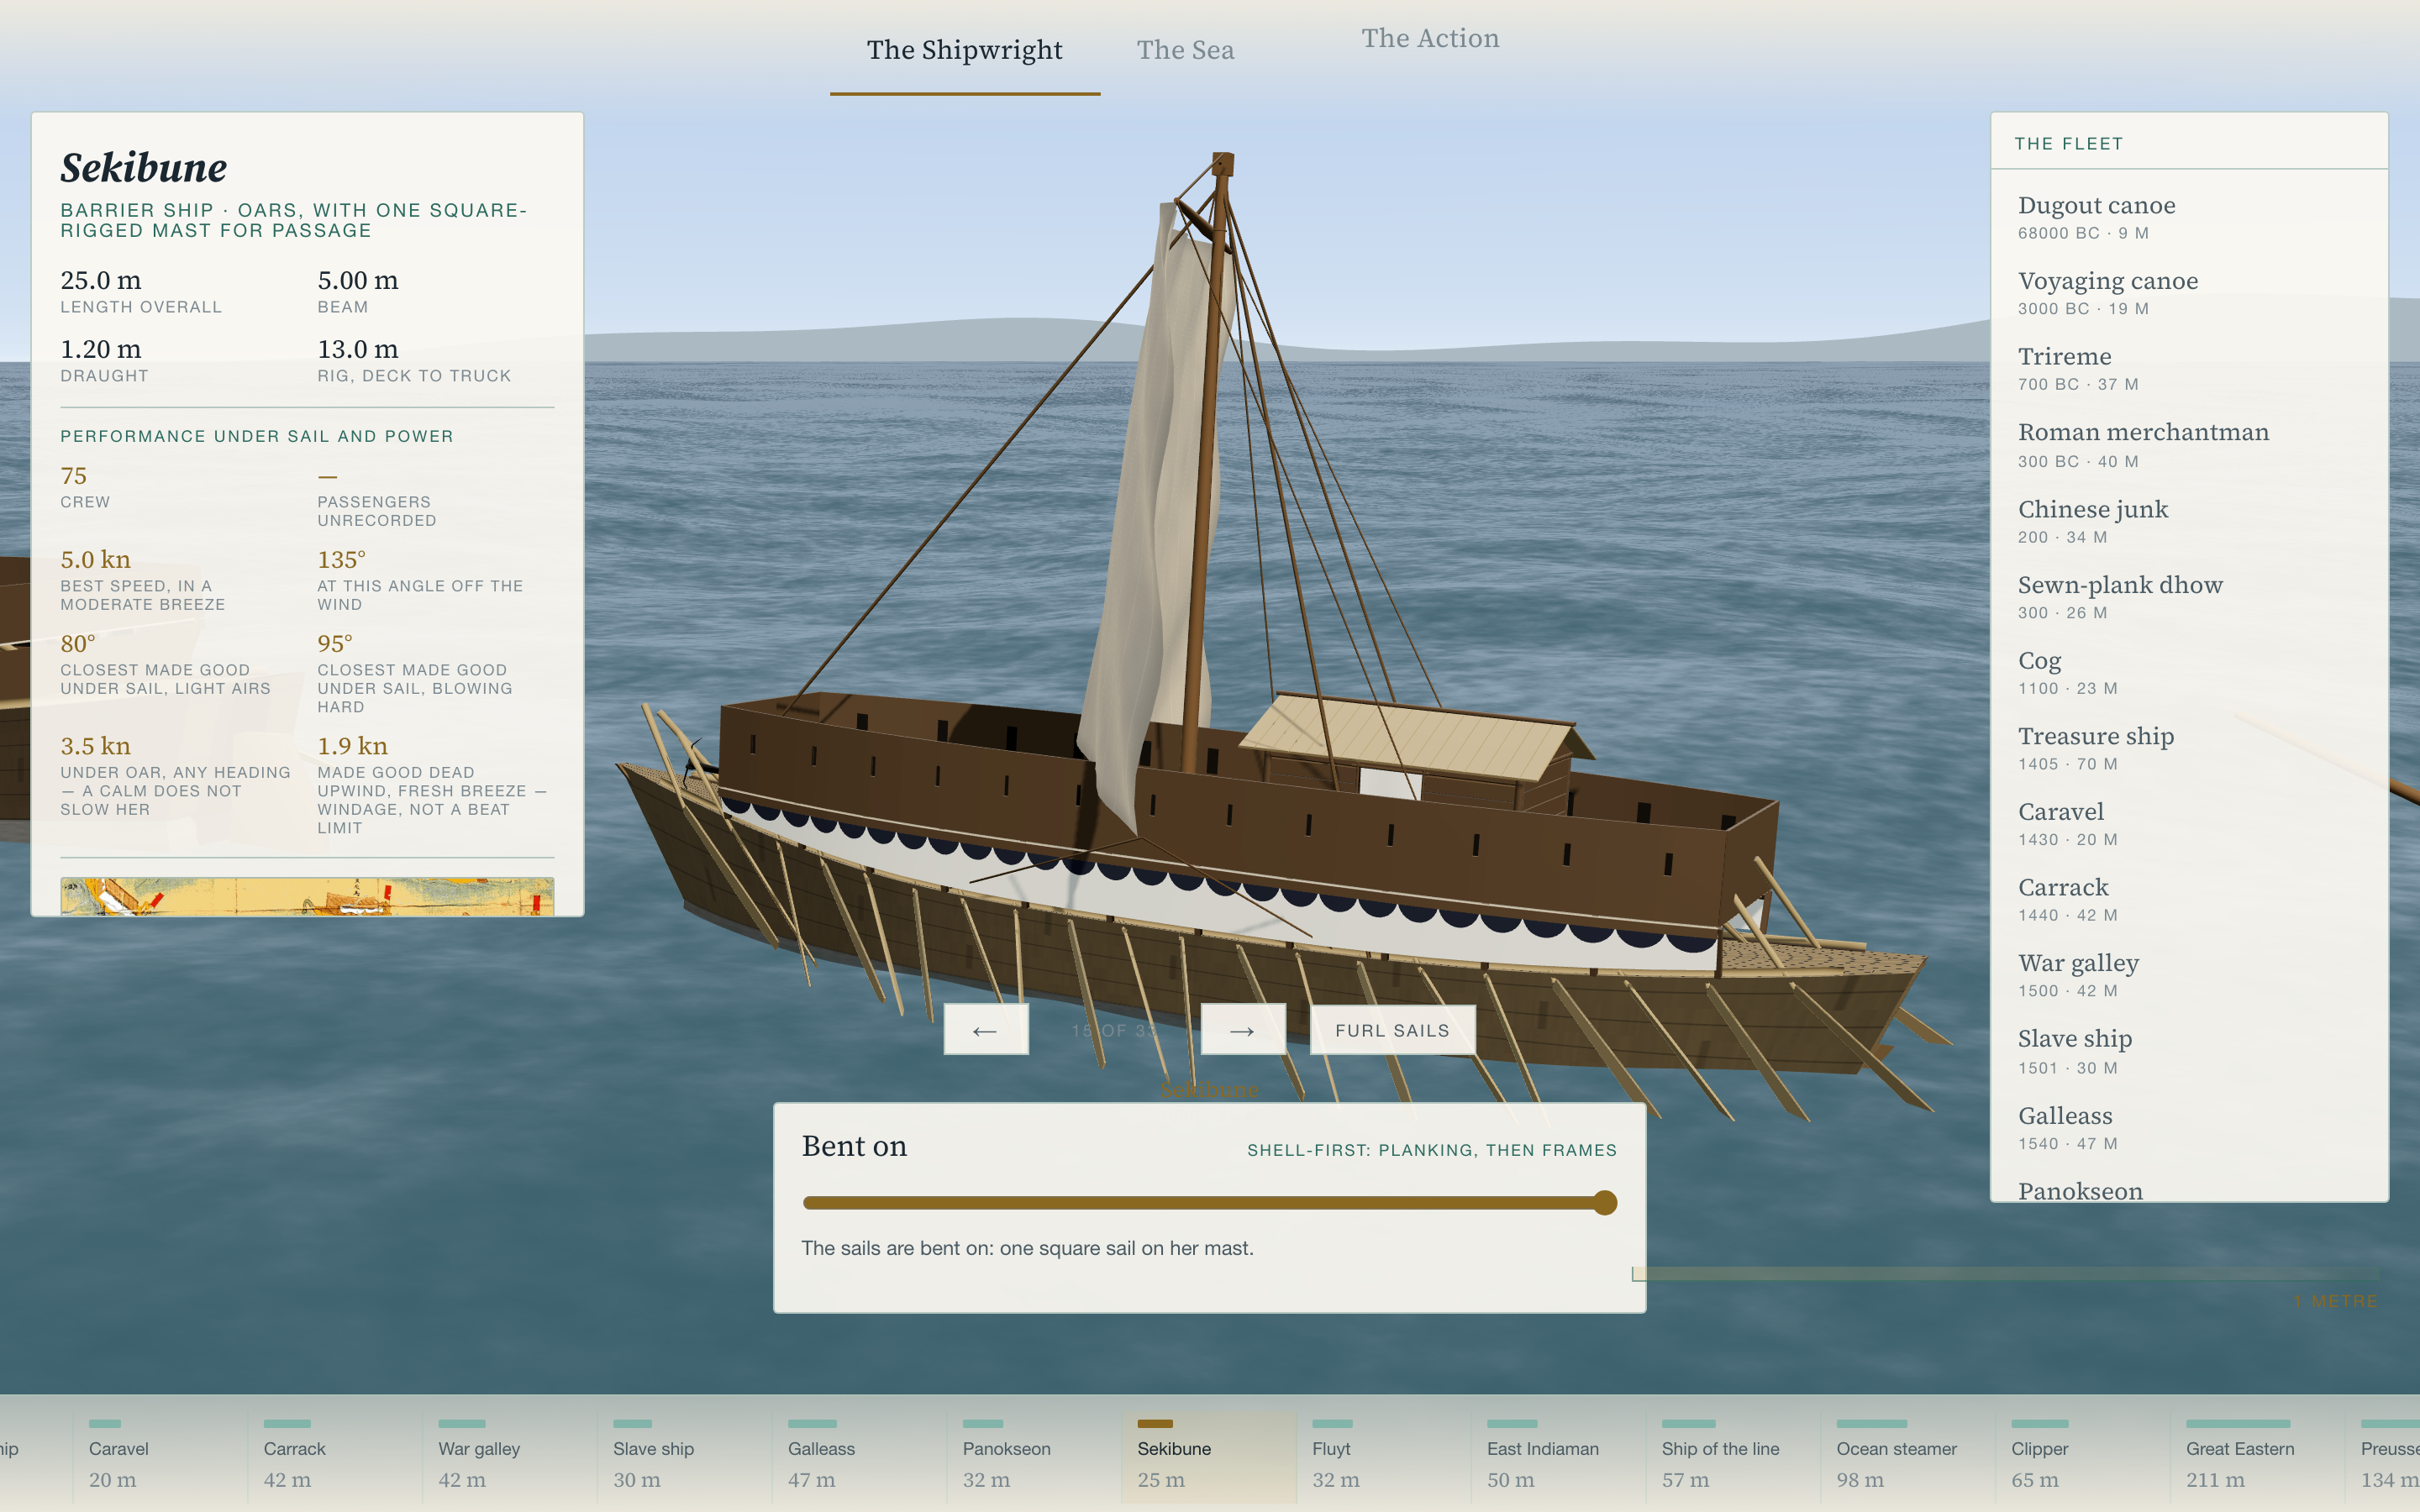 The Shipwright
The Sea
The Action
Sekibune
BARRIER SHIP · OARS, WITH ONE SQUARE-
RIGGED MAST FOR PASSAGE
25.0 m
LENGTH OVERALL
5.00 m
BEAM
1.20 m
DRAUGHT
13.0 m
RIG, DECK TO TRUCK
PERFORMANCE UNDER SAIL AND POWER
75
CREW
—
PASSENGERS
UNRECORDED
5.0 kn
BEST SPEED, IN A
MODERATE BREEZE
135°
AT THIS ANGLE OFF THE
WIND
80°
CLOSEST MADE GOOD
UNDER SAIL, LIGHT AIRS
95°
CLOSEST MADE GOOD
UNDER SAIL, BLOWING
HARD
3.5 kn
UNDER OAR, ANY HEADING
— A CALM DOES NOT
SLOW HER
1.9 kn
MADE GOOD DEAD
UPWIND, FRESH BREEZE —
WINDAGE, NOT A BEAT
LIMIT
THE FLEET
Dugout canoe
68000 BC · 9 M
Voyaging canoe
3000 BC · 19 M
Trireme
700 BC · 37 M
Roman merchantman
300 BC · 40 M
Chinese junk
200 · 34 M
Sewn-plank dhow
300 · 26 M
Cog
1100 · 23 M
Treasure ship
1405 · 70 M
Caravel
1430 · 20 M
Carrack
1440 · 42 M
War galley
1500 · 42 M
Slave ship
1501 · 30 M
Galleass
1540 · 47 M
Panokseon
←
15 OF
→
FURL SAILS
Sekibune
Bent on
SHELL-FIRST: PLANKING, THEN FRAMES
The sails are bent on: one square sail on her mast.
1 METRE
Caravel
20 m
Carrack
42 m
War galley
42 m
Slave ship
30 m
Galleass
47 m
Panokseon
32 m
Sekibune
25 m
Fluyt
32 m
East Indiaman
50 m
Ship of the line
57 m
Ocean steamer
98 m
Clipper
65 m
Great Eastern
211 m
Preusse
134 m